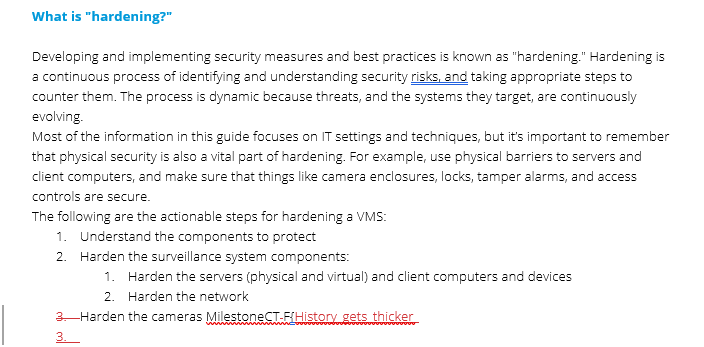 What is "hardening?"
Developing and implementing security measures and best practices is known as "hardening." Hardening is
a continuous process of identifying and understanding security risks, and taking appropriate steps to
counter them. The process is dynamic because threats, and the systems they target, are continuously
evolving.
Most of the information in this guide focuses on IT settings and techniques, but it's important to remember
that physical security is also a vital part of hardening. For example, use physical barriers to servers and
client computers, and make sure that things like camera enclosures, locks, tamper alarms, and access
controls are secure.
The following are the actionable steps for hardening a VMS:
1. Understand the components to protect
2. Harden the surveillance system components:
1. Harden the servers (physical and virtual) and client computers and devices
2. Harden the network
3. Harden the cameras MilestoneCT-F{History gets thicker
3.